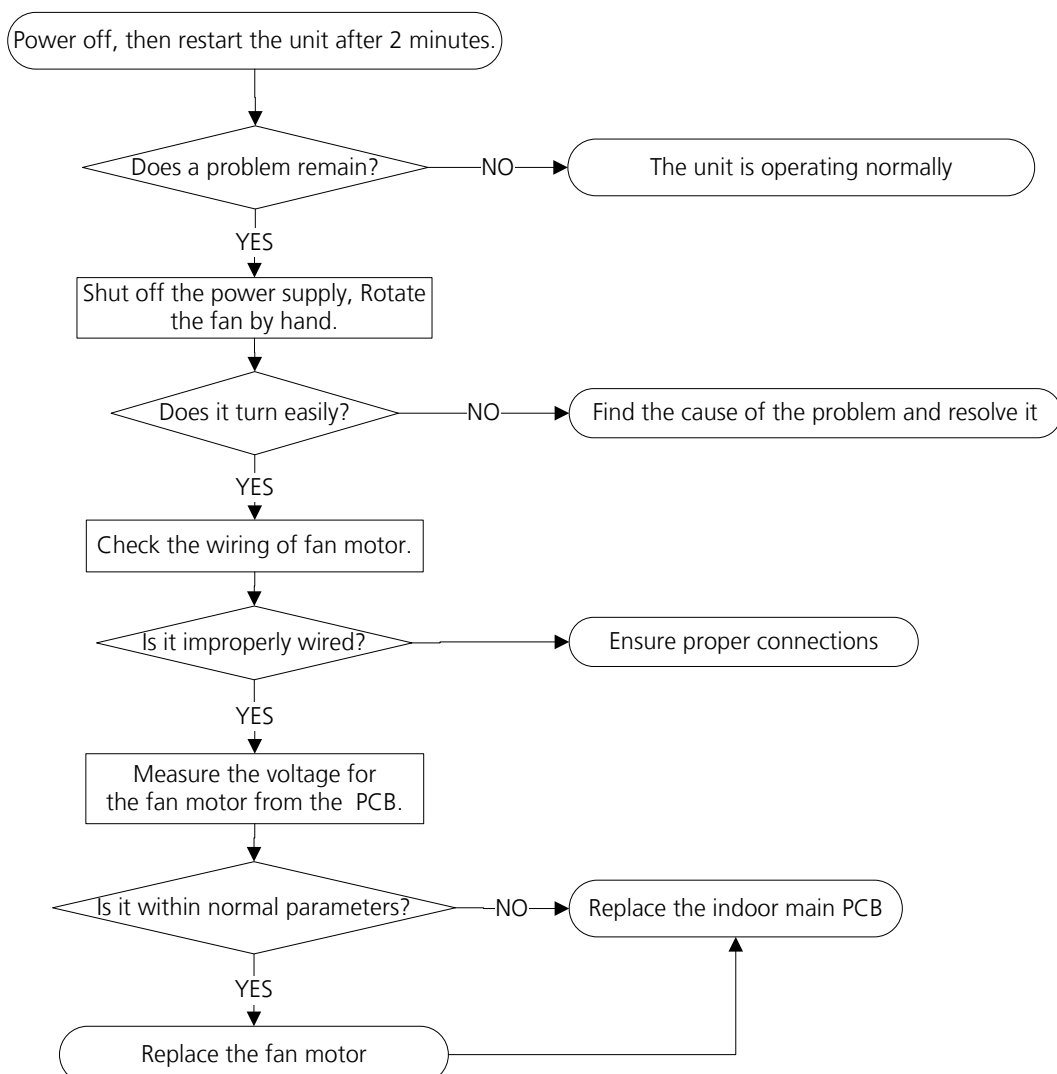 Power off, then restart the unit after 2 minutes.
Does a problem remain?
NO
The unit is operating normally
YES
Shut off the power supply, Rotate
the fan by hand.
Does it turn easily?
NO
Find the cause of the problem and resolve it
YES
Check the wiring of fan motor.
Is it improperly wired?
Ensure proper connections
YES
Measure the voltage for
the fan motor from the PCB.
Is it within normal parameters?
NO
Replace the indoor main PCB
YES
Replace the fan motor